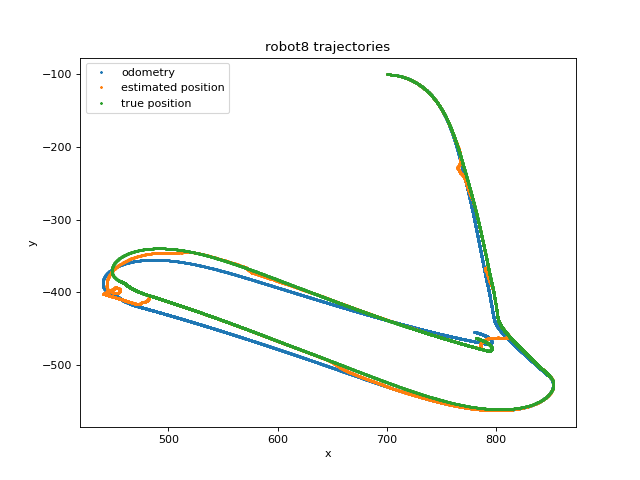 robot8 trajectories
odometry
estimated position
true position
−100
−200
−300
−400
−500
y
500 600 700 800
x